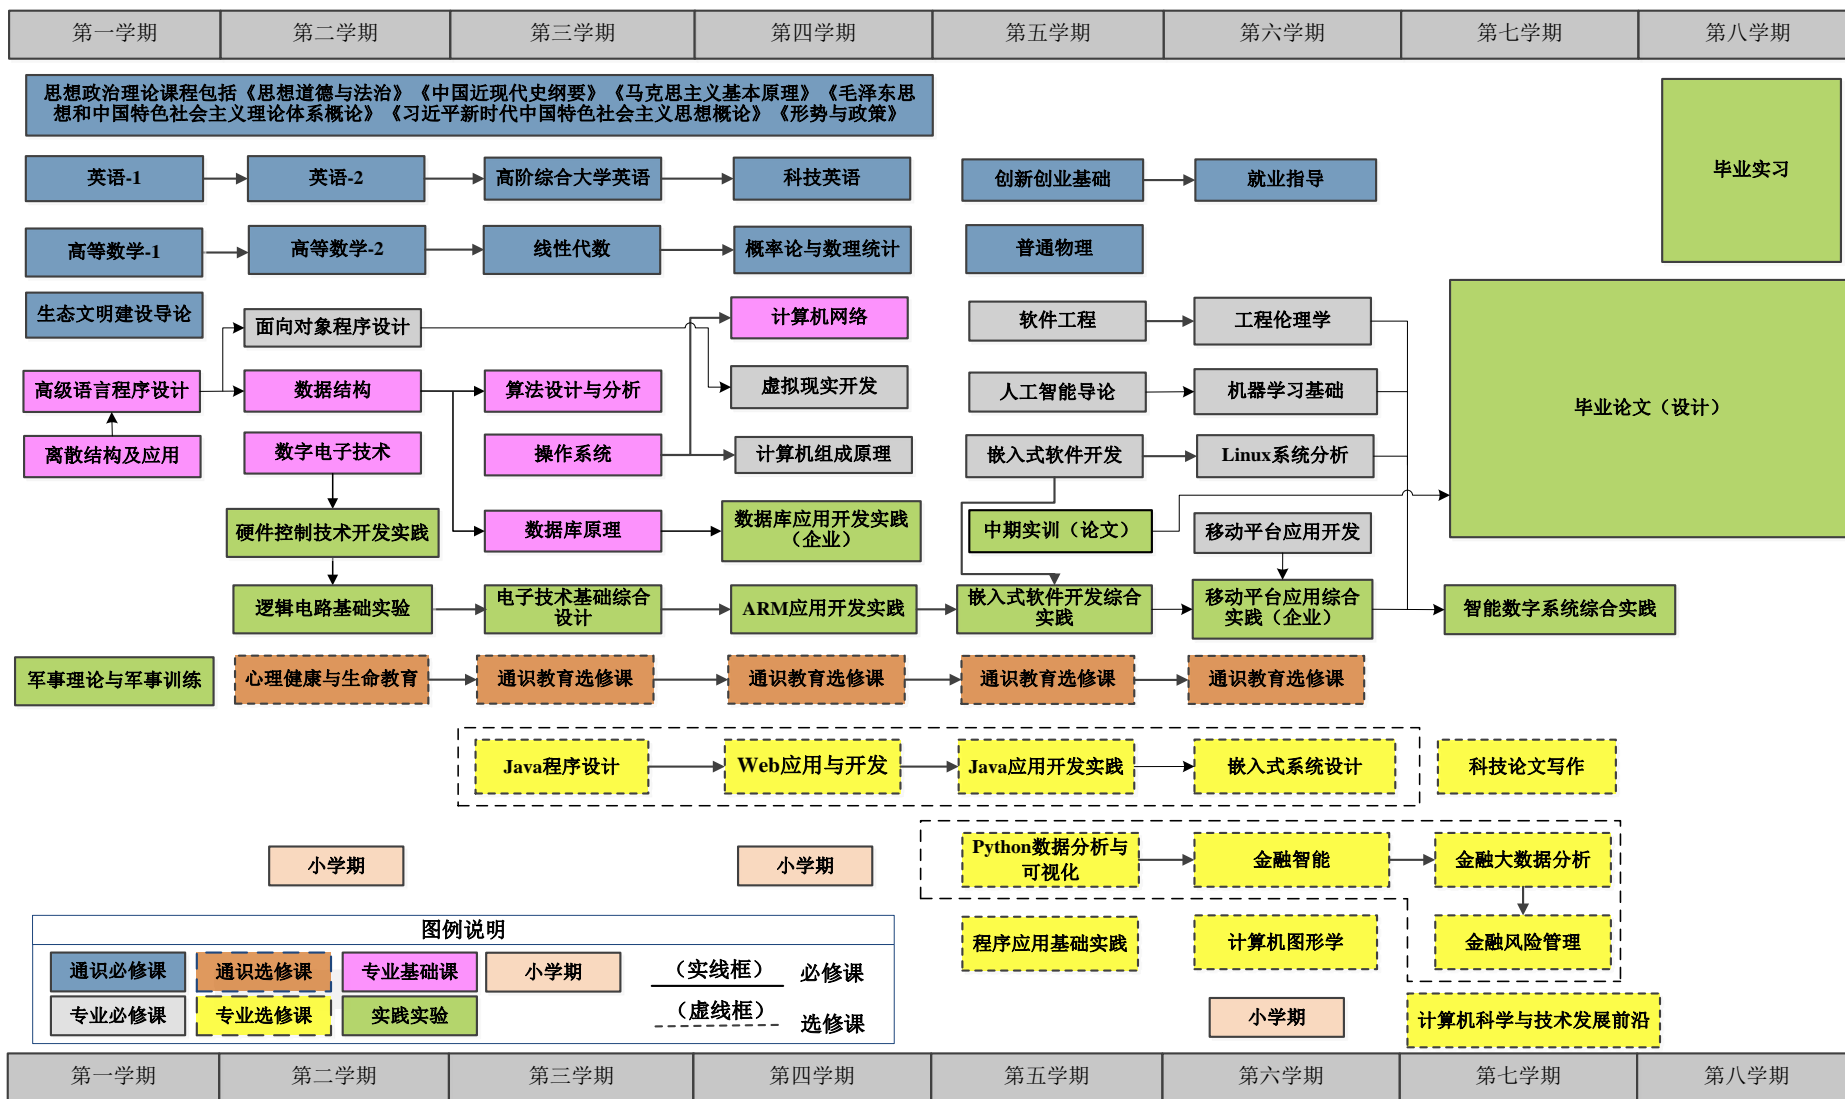 第一学期
第二学期
第三学期
第四学期
第五学期
第六学期
第七学期
第八学期
思想政治理论课程包括《思想道德与法治》《中国近现代史纲要》《马克思主义基本原理》《毛泽东思
想和中国特色社会主义理论体系概论》《习近平新时代中国特色社会主义思想概论》《形势与政策》
毕业实习
英语-1
英语-2
高阶综合大学英语
科技英语
创新创业基础
就业指导
高等数学-1
高等数学-2
线性代数
概率论与数理统计
普通物理
生态文明建设导论
面向对象程序设计
计算机网络
软件工程
工程伦理学
高级语言程序设计
数据结构
算法设计与分析
虚拟现实开发
人工智能导论
机器学习基础
毕业论文（设计）
离散结构及应用
数字电子技术
操作系统
计算机组成原理
嵌入式软件开发
Linux系统分析
硬件控制技术开发实践
数据库原理
数据库应用开发实践
（企业）
中期实训（论文）
移动平台应用开发
逻辑电路基础实验
电子技术基础综合
设计
ARM应用开发实践
嵌入式软件开发综合
实践
移动平台应用综合
实践（企业）
智能数字系统综合实践
军事理论与军事训练
心理健康与生命教育
通识教育选修课
通识教育选修课
通识教育选修课
通识教育选修课
Java程序设计
Web应用与开发
Java应用开发实践
嵌入式系统设计
科技论文写作
小学期
小学期
Python数据分析与
可视化
金融智能
金融大数据分析
程序应用基础实践
计算机图形学
金融风险管理
小学期
计算机科学与技术发展前沿
图例说明
通识必修课
通识选修课
专业基础课
小学期
（实线框）
必修课
专业必修课
专业选修课
实践实验
（虚线框）
选修课
第一学期
第二学期
第三学期
第四学期
第五学期
第六学期
第七学期
第八学期